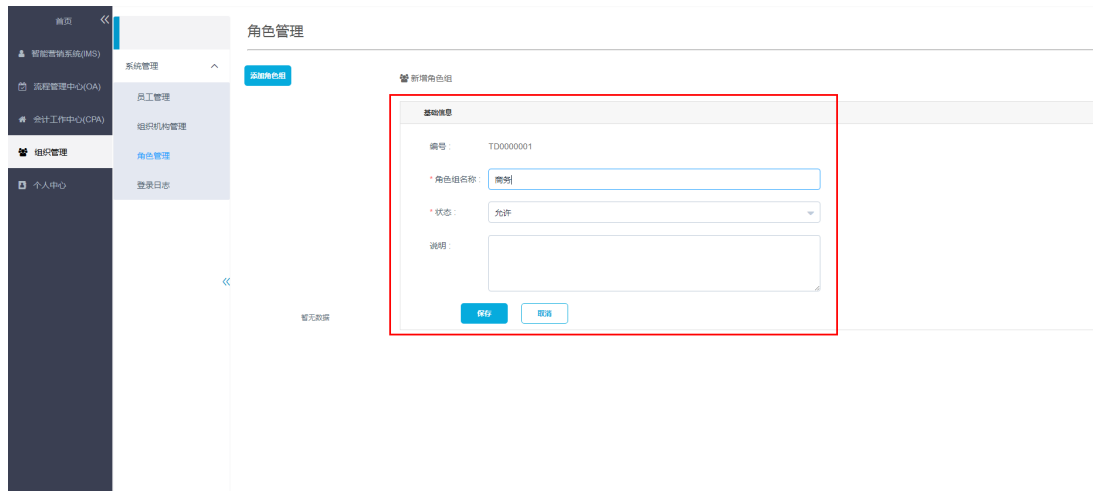 首页
智能营销系统(IMS)
流程管理中心(OA)
会计工作中心(CPA)
组织管理
个人中心
系统管理
员工管理
组织机构管理
角色管理
登录日志
角色管理
添加角色组
新增角色组
基础信息
编号 : TD0000001
* 角色组名称 : 商务
* 状态 : 允许
说明 :
保存 取消
暂无数据